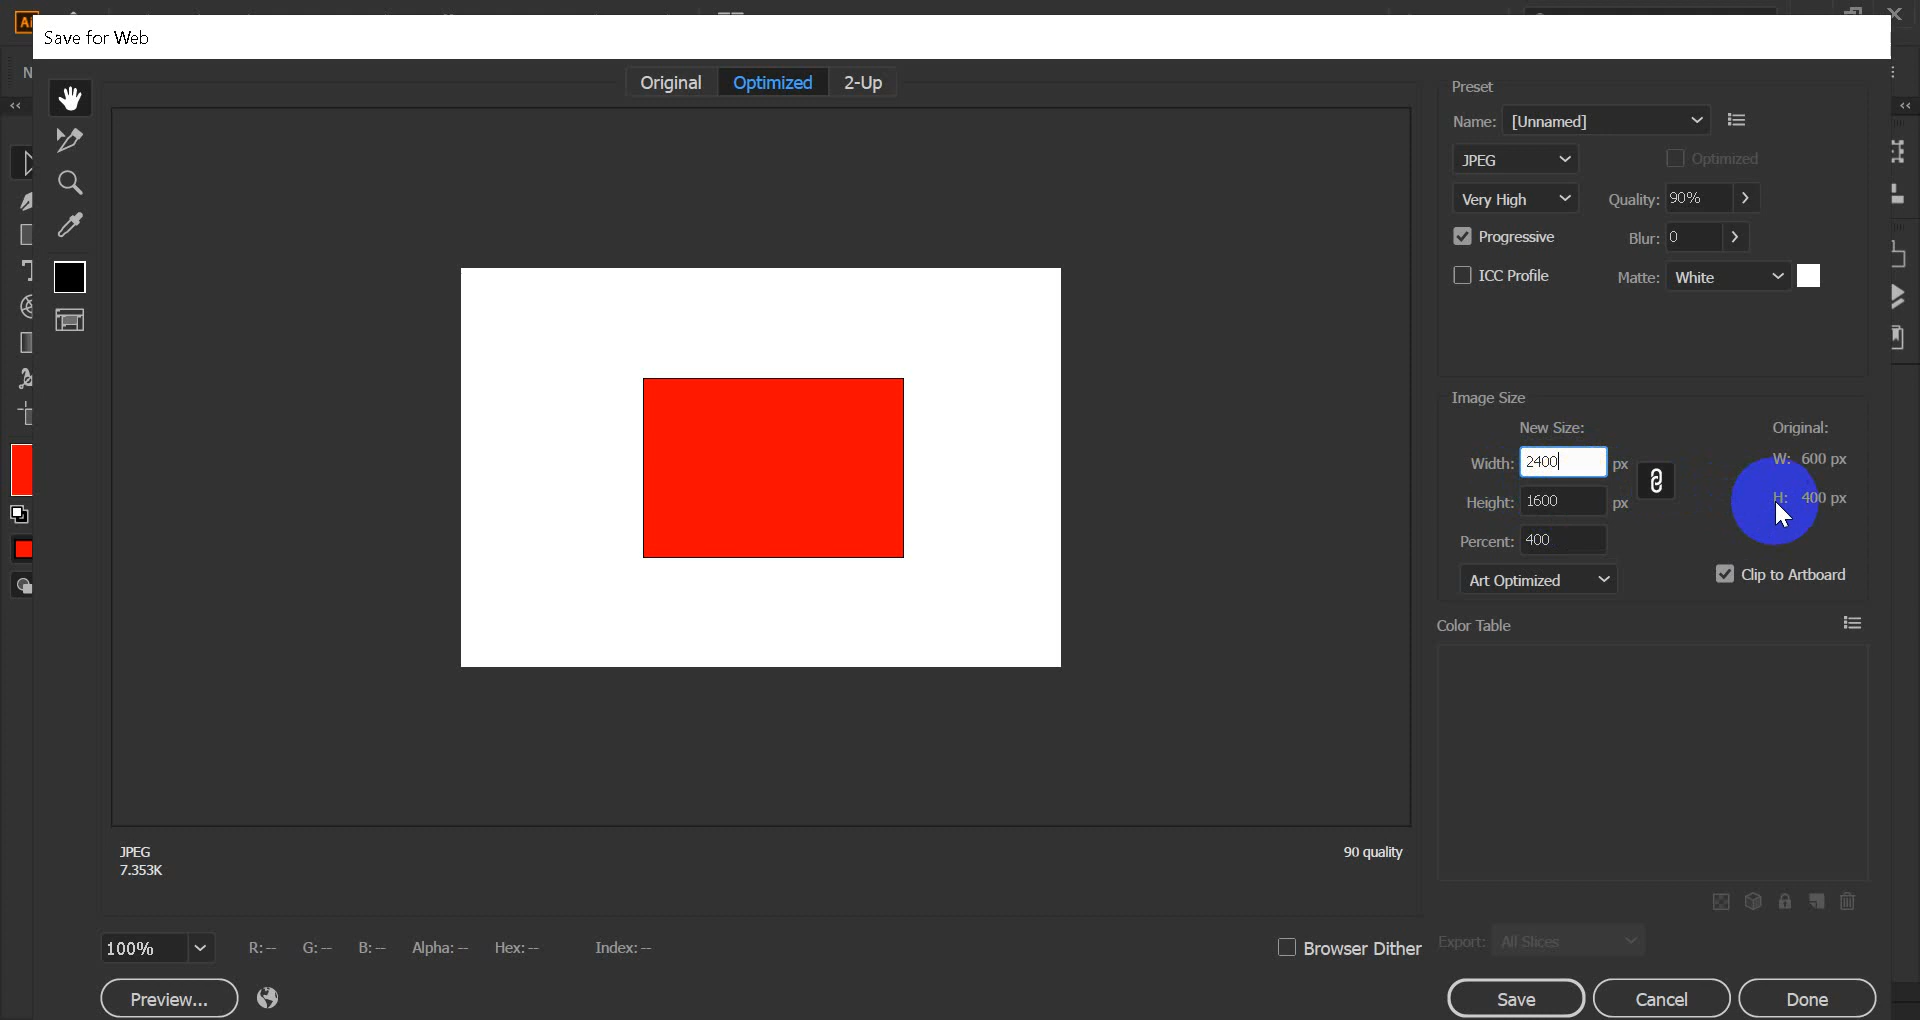 Ai
Save for Web
N
Original Optimized 2-Up
Preset
Name: [Unnamed]
JPEG Optimized
Very High Quality: 90%
Progressive Blur: 0
ICC Profile Matte: White
Image Size
New Size: Original:
Width: 2400 px W: 600 px
Height: 1600 px H: 400 px
Percent: 400
Art Optimized Clip to Artboard
Color Table
JPEG 90 quality
7.353K
100% R: -- G: -- B: -- Alpha: -- Hex: -- Index: -- Browser Dither Export: All Slices
Preview... Save Cancel Done